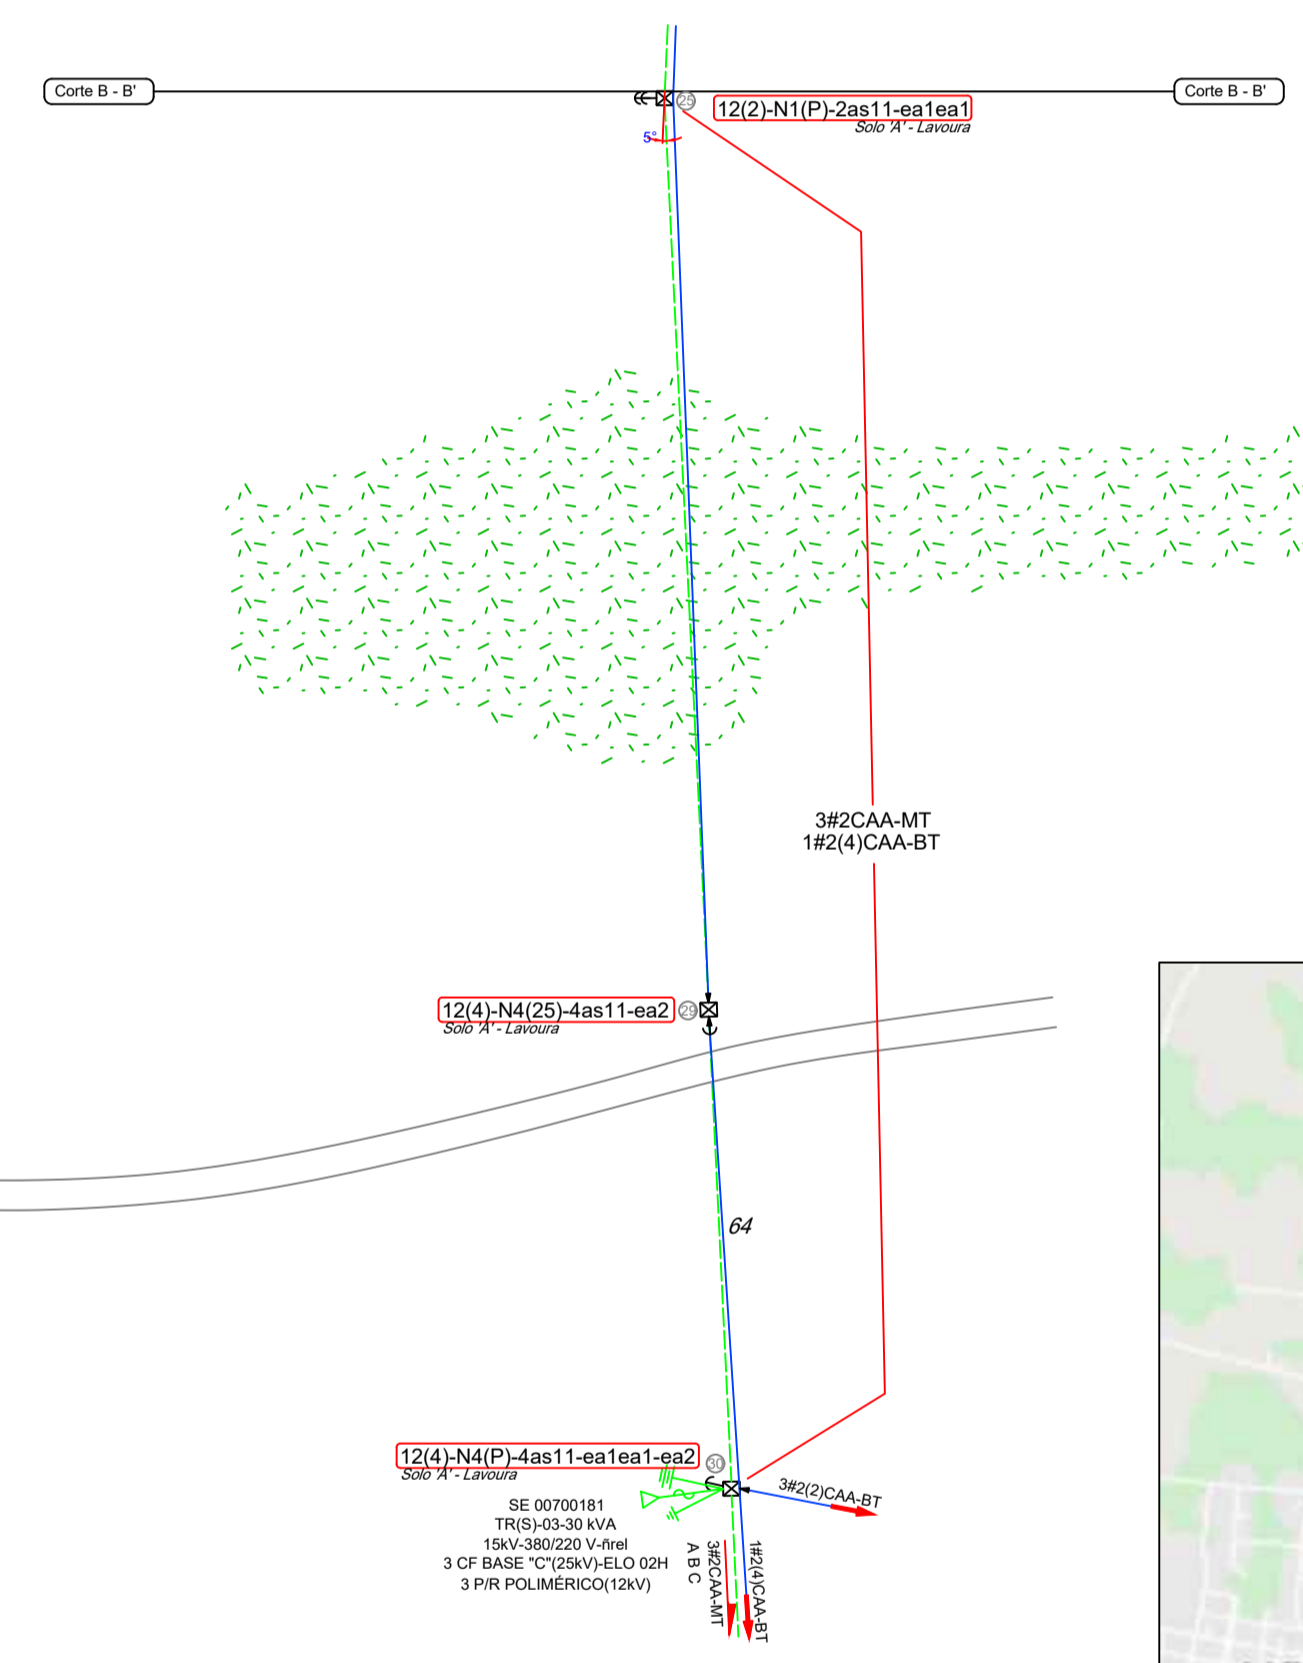 Corte B - B'
Corte B - B'
25
12(2)-N1(P)-2as11-ea1ea1
Solo 'A' - Lavoura
5°
3#2CAA-MT
1#2(4)CAA-BT
12(4)-N4(25)-4as11-ea2
29
Solo 'A' - Lavoura
64
12(4)-N4(P)-4as11-ea1ea1-ea2
30
Solo 'A' - Lavoura
3#2(2)CAA-BT
SE 00700181
TR(S)-03-30 kVA
15kV-380/220 V-ñrel
3 CF BASE "C"(25kV)-ELO 02H
3 P/R POLIMÉRICO(12kV)
A B C
3#2CAA-MT
1#2(4)CAA-BT